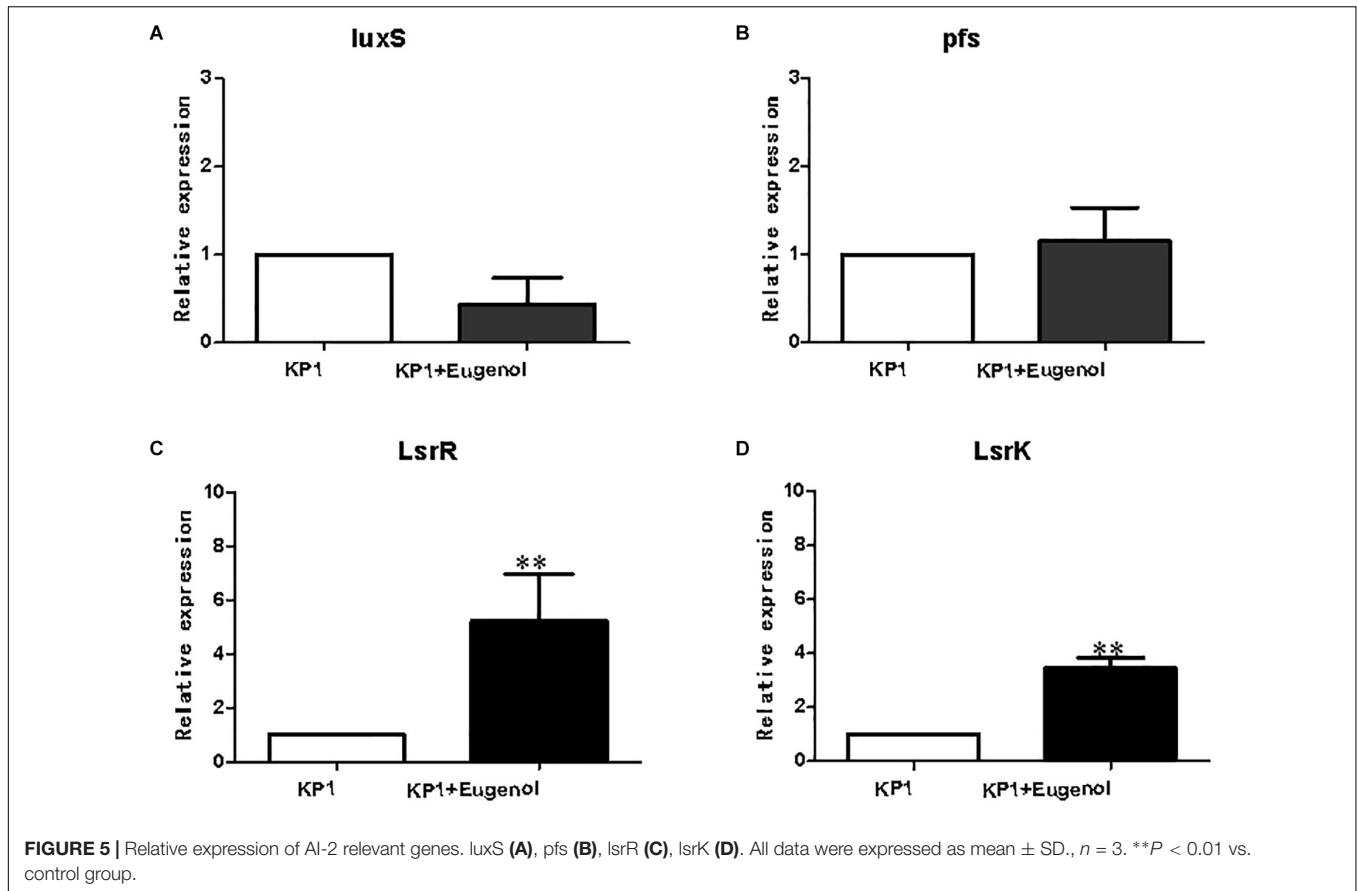 A
luxS
Relative expression
3
2
1
0
KP1
KP1+Eugenol
B
pfs
Relative expression
3
2
1
0
KP1
KP1+Eugenol
C
LsrR
Relative expression
10
8
6
4
2
0
**
KP1
KP1+Eugenol
D
LsrK
Relative expression
10
8
6
4
2
0
**
KP1
KP1+Eugenol
FIGURE 5 | Relative expression of AI-2 relevant genes. luxS (A), pfs (B), lsrR (C), lsrK (D). All data were expressed as mean ± SD., n = 3. **P < 0.01 vs.
control group.